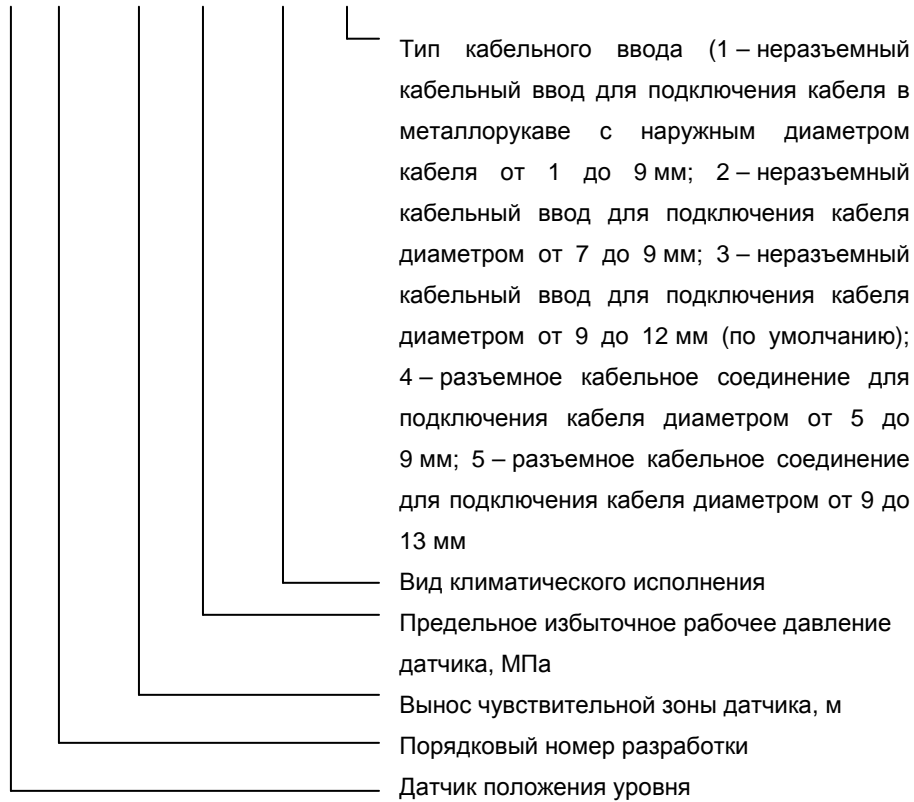 Тип кабельного ввода (1 – неразъемный
кабельный ввод для подключения кабеля в
металлорукаве с наружным диаметром
кабеля от 1 до 9 мм; 2 – неразъемный
кабельный ввод для подключения кабеля
диаметром от 7 до 9 мм; 3 – неразъемный
кабельный ввод для подключения кабеля
диаметром от 9 до 12 мм (по умолчанию);
4 – разъемное кабельное соединение для
подключения кабеля диаметром от 5 до
9 мм; 5 – разъемное кабельное соединение
для подключения кабеля диаметром от 9 до
13 мм
Вид климатического исполнения
Предельное избыточное рабочее давление
датчика, МПа
Вынос чувствительной зоны датчика, м
Порядковый номер разработки
Датчик положения уровня